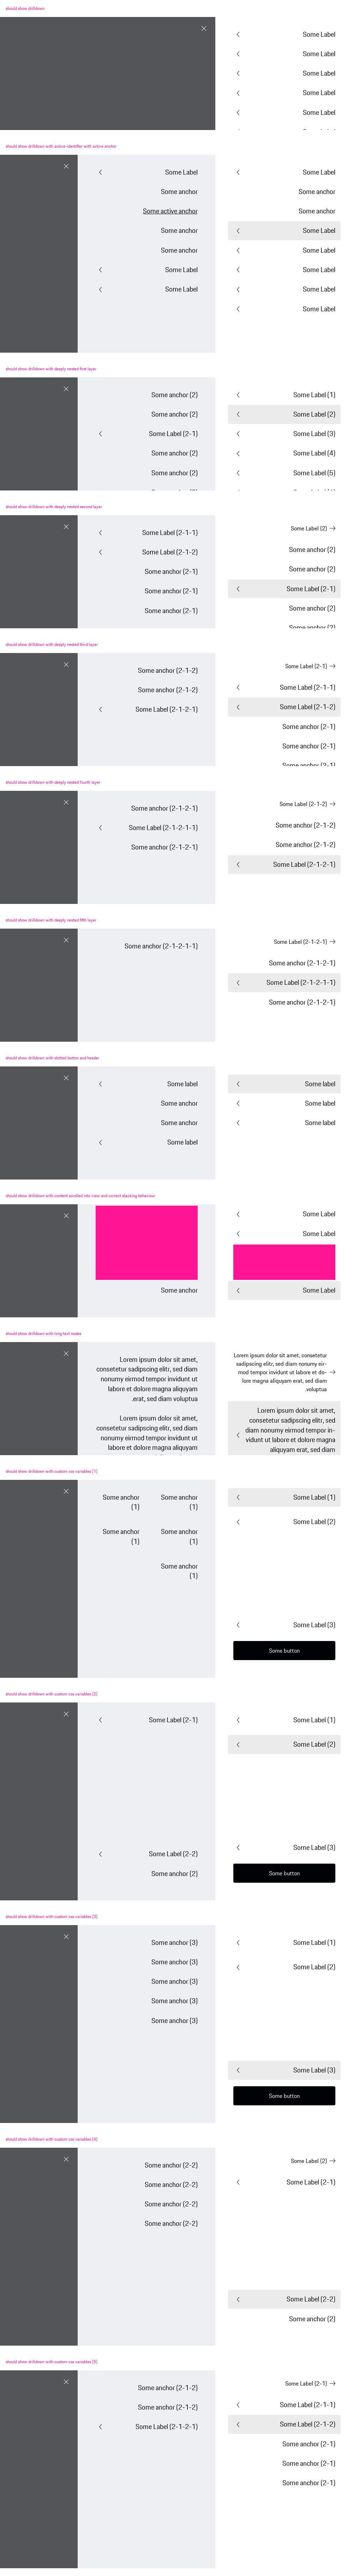 should show drilldown
Some Label
Some Label
Some Label
Some Label
Some Label
should show drilldown with active identifier with active anchor
Some Label
Some anchor
Some active anchor
Some anchor
Some anchor
Some Label
Some Label
Some Label
Some anchor
Some anchor
Some Label
Some Label
Some Label
Some Label
Some Label
should show drilldown with deeply nested first layer
Some anchor (2)
Some anchor (2)
Some Label (2-1)
Some anchor (2)
Some anchor (2)
Some Label (1)
Some Label (2)
Some Label (3)
Some Label (4)
Some Label (5)
should show drilldown with deeply nested second layer
Some Label (2-1-1)
Some Label (2-1-2)
Some anchor (2-1)
Some anchor (2-1)
Some anchor (2-1)
Some Label (2)
Some anchor (2)
Some anchor (2)
Some Label (2-1)
Some anchor (2)
Some anchor (2)
should show drilldown with deeply nested third layer
Some anchor (2-1-2)
Some anchor (2-1-2)
Some Label (2-1-2-1)
Some Label (2-1)
Some Label (2-1-1)
Some Label (2-1-2)
Some anchor (2-1)
Some anchor (2-1)
Some anchor (2-1)
should show drilldown with deeply nested fourth layer
Some anchor (2-1-2-1)
Some Label (2-1-2-1-1)
Some anchor (2-1-2-1)
Some Label (2-1-2)
Some anchor (2-1-2)
Some anchor (2-1-2)
Some Label (2-1-2-1)
should show drilldown with deeply nested fifth layer
Some anchor (2-1-2-1-1)
Some Label (2-1-2-1)
Some anchor (2-1-2-1)
Some Label (2-1-2-1-1)
Some anchor (2-1-2-1)
should show drilldown with slotted button and header
Some label
Some anchor
Some anchor
Some label
Some label
Some label
Some label
should show drilldown with content scrolled into view and correct stacking behaviour
Some anchor
Some Label
Some Label
Some Label
should show drilldown with long text nodes
Lorem ipsum dolor sit amet,
consetetur sadipscing elitr, sed diam
nonumy eirmod tempor invidunt ut
labore et dolore magna aliquyam
.erat, sed diam voluptua
Lorem ipsum dolor sit amet,
consetetur sadipscing elitr, sed diam
nonumy eirmod tempor invidunt ut
labore et dolore magna aliquyam
Lorem ipsum dolor sit amet, consetetur
sadipscing elitr, sed diam nonumy eir-
mod tempor invidunt ut labore et do-
lore magna aliquyam erat, sed diam
.voluptua
Lorem ipsum dolor sit amet,
consetetur sadipscing elitr, sed
diam nonumy eirmod tempor in-
vidunt ut labore et dolore magna
aliquyam erat, sed diam
should show drilldown with custom css variables (1)
Some anchor
(1)
Some anchor
(1)
Some anchor
(1)
Some anchor
(1)
Some anchor
(1)
Some Label (1)
Some Label (2)
Some Label (3)
Some button
should show drilldown with custom css variables (2)
Some Label (2-1)
Some Label (2-2)
Some anchor (2)
Some Label (1)
Some Label (2)
Some Label (3)
Some button
should show drilldown with custom css variables (3)
Some anchor (3)
Some anchor (3)
Some anchor (3)
Some anchor (3)
Some anchor (3)
Some Label (1)
Some Label (2)
Some Label (3)
Some button
should show drilldown with custom css variables (4)
Some anchor (2-2)
Some anchor (2-2)
Some anchor (2-2)
Some anchor (2-2)
Some Label (2)
Some Label (2-1)
Some Label (2-2)
Some anchor (2)
should show drilldown with custom css variables (5)
Some anchor (2-1-2)
Some anchor (2-1-2)
Some Label (2-1-2-1)
Some Label (2-1)
Some Label (2-1-1)
Some Label (2-1-2)
Some anchor (2-1)
Some anchor (2-1)
Some anchor (2-1)